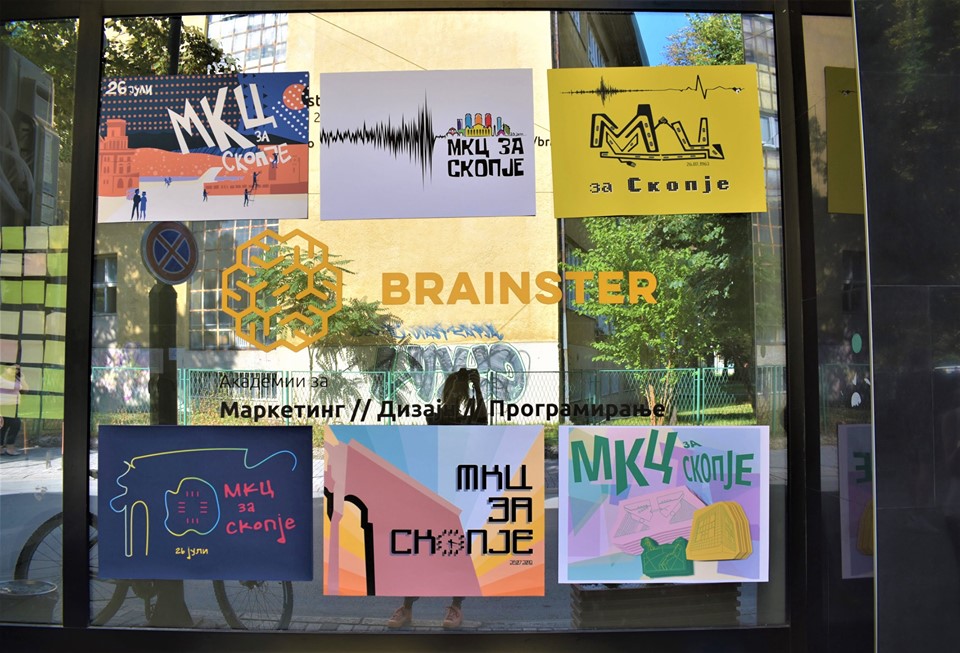 26 јули
МКЦ
ЗА
СКОПЈЕ
МКЦ ЗА
СКОПЈЕ
МКЦ
за Скопје
BRAINSTER
Академии за
Маркетинг // Дизајн // Програмирање
МКЦ
за
скопје
26 јули
МКЦ
ЗА
СКОПЈЕ
МКЦ ЗА
СКОПЈЕ